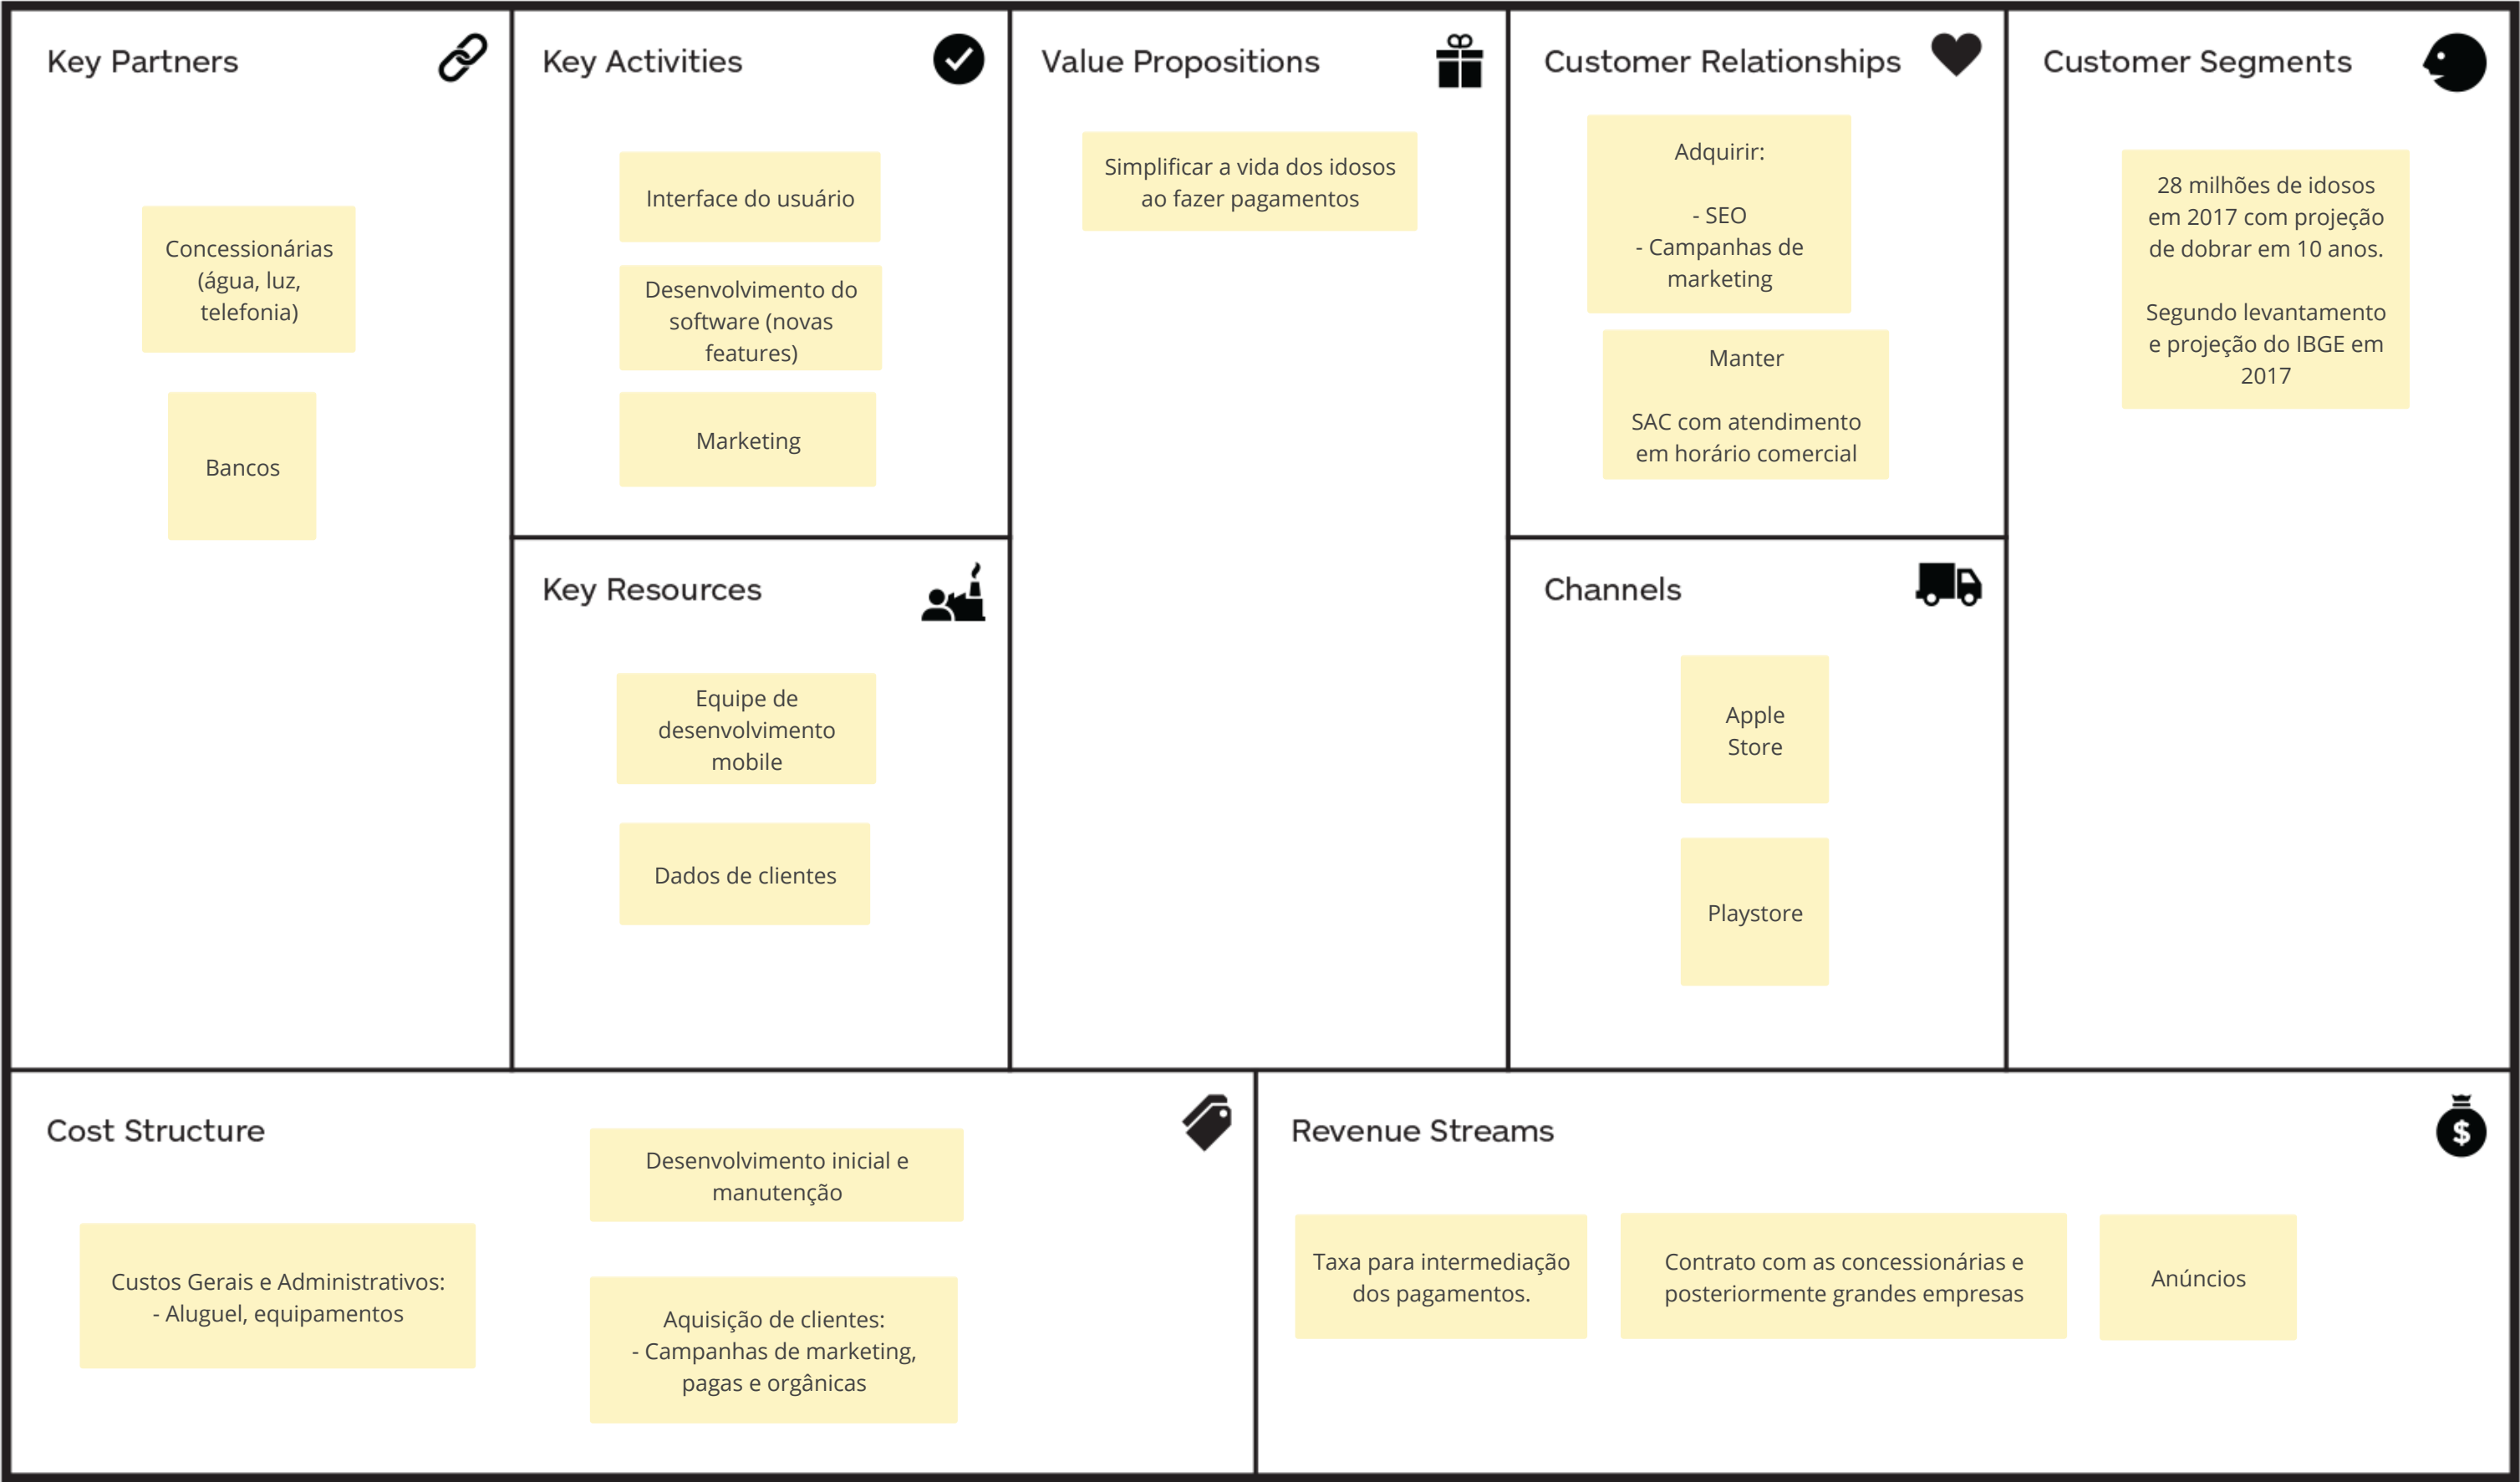 Key Partners
Concessionárias
(água, luz,
telefonia)
Bancos
Key Activities
Interface do usuário
Desenvolvimento do
software (novas
features)
Marketing
Key Resources
Equipe de
desenvolvimento
mobile
Dados de clientes
Value Propositions
Simplificar a vida dos idosos
ao fazer pagamentos
Customer Relationships
Adquirir:
- SEO
- Campanhas de
marketing
Manter
SAC com atendimento
em horário comercial
Channels
Apple
Store
Playstore
Customer Segments
28 milhões de idosos
em 2017 com projeção
de dobrar em 10 anos.
Segundo levantamento
e projeção do IBGE em
2017
Cost Structure
Custos Gerais e Administrativos:
- Aluguel, equipamentos
Desenvolvimento inicial e
manutenção
Aquisição de clientes:
- Campanhas de marketing,
pagas e orgânicas
Revenue Streams
$
Taxa para intermediação
dos pagamentos.
Contrato com as concessionárias e
posteriormente grandes empresas
Anúncios